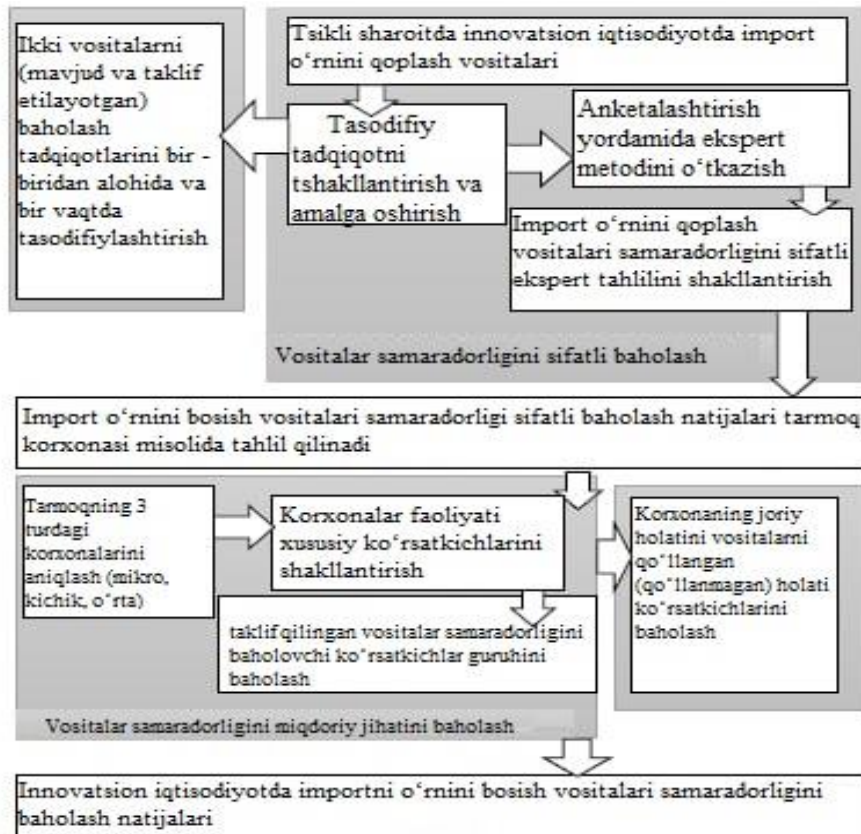 Tsikli sharoitda innovatsion iqtisodiyotda import
o‘rnini qoplash vositalari
Ikki vositalarni
(mavjud va taklif
etilayotgan)
baholash
tadqiqotlarini bir -
biridan alohida va
bir vaqtda
tasodifiylashtirish
Tasodifiy
tadqiqotni
tshakllantirish va
amalga oshirish
Anketalashtirish
yordamida ekspert
metodini o‘tkazish
Import o‘rnini qoplash
vositalari samaradorligini sifatli
ekspert tahlilini shakllantirish
Vositalar samaradorligini sifatli baholash
Import o‘rnini bosish vositalari samaradorligi sifatli baholash natijalari tarmoq
korxonasi misolida tahlil qilinadi
Tarmoqning 3
turdagi
korxonalarini
aniqlash (mikro,
kichik, o‘rta)
Korxonalar faoliyati
xususiy ko‘rsatkichlarini
shakllantirish
taklif qilingan vositalar samaradorligini
baholovchi ko‘rsatkichlar guruhini
baholash
Korxonaning joriy
holatini vositalarni
qo‘llangan
(qo‘llanmagan) holati
ko‘rsatkichlarini
baholash
Vositalar samaradorligini miqdoriy jihatini baholash
Innovatsion iqtisodiyotda importni o‘rnini bosish vositalari samaradorligini
baholash natijalari